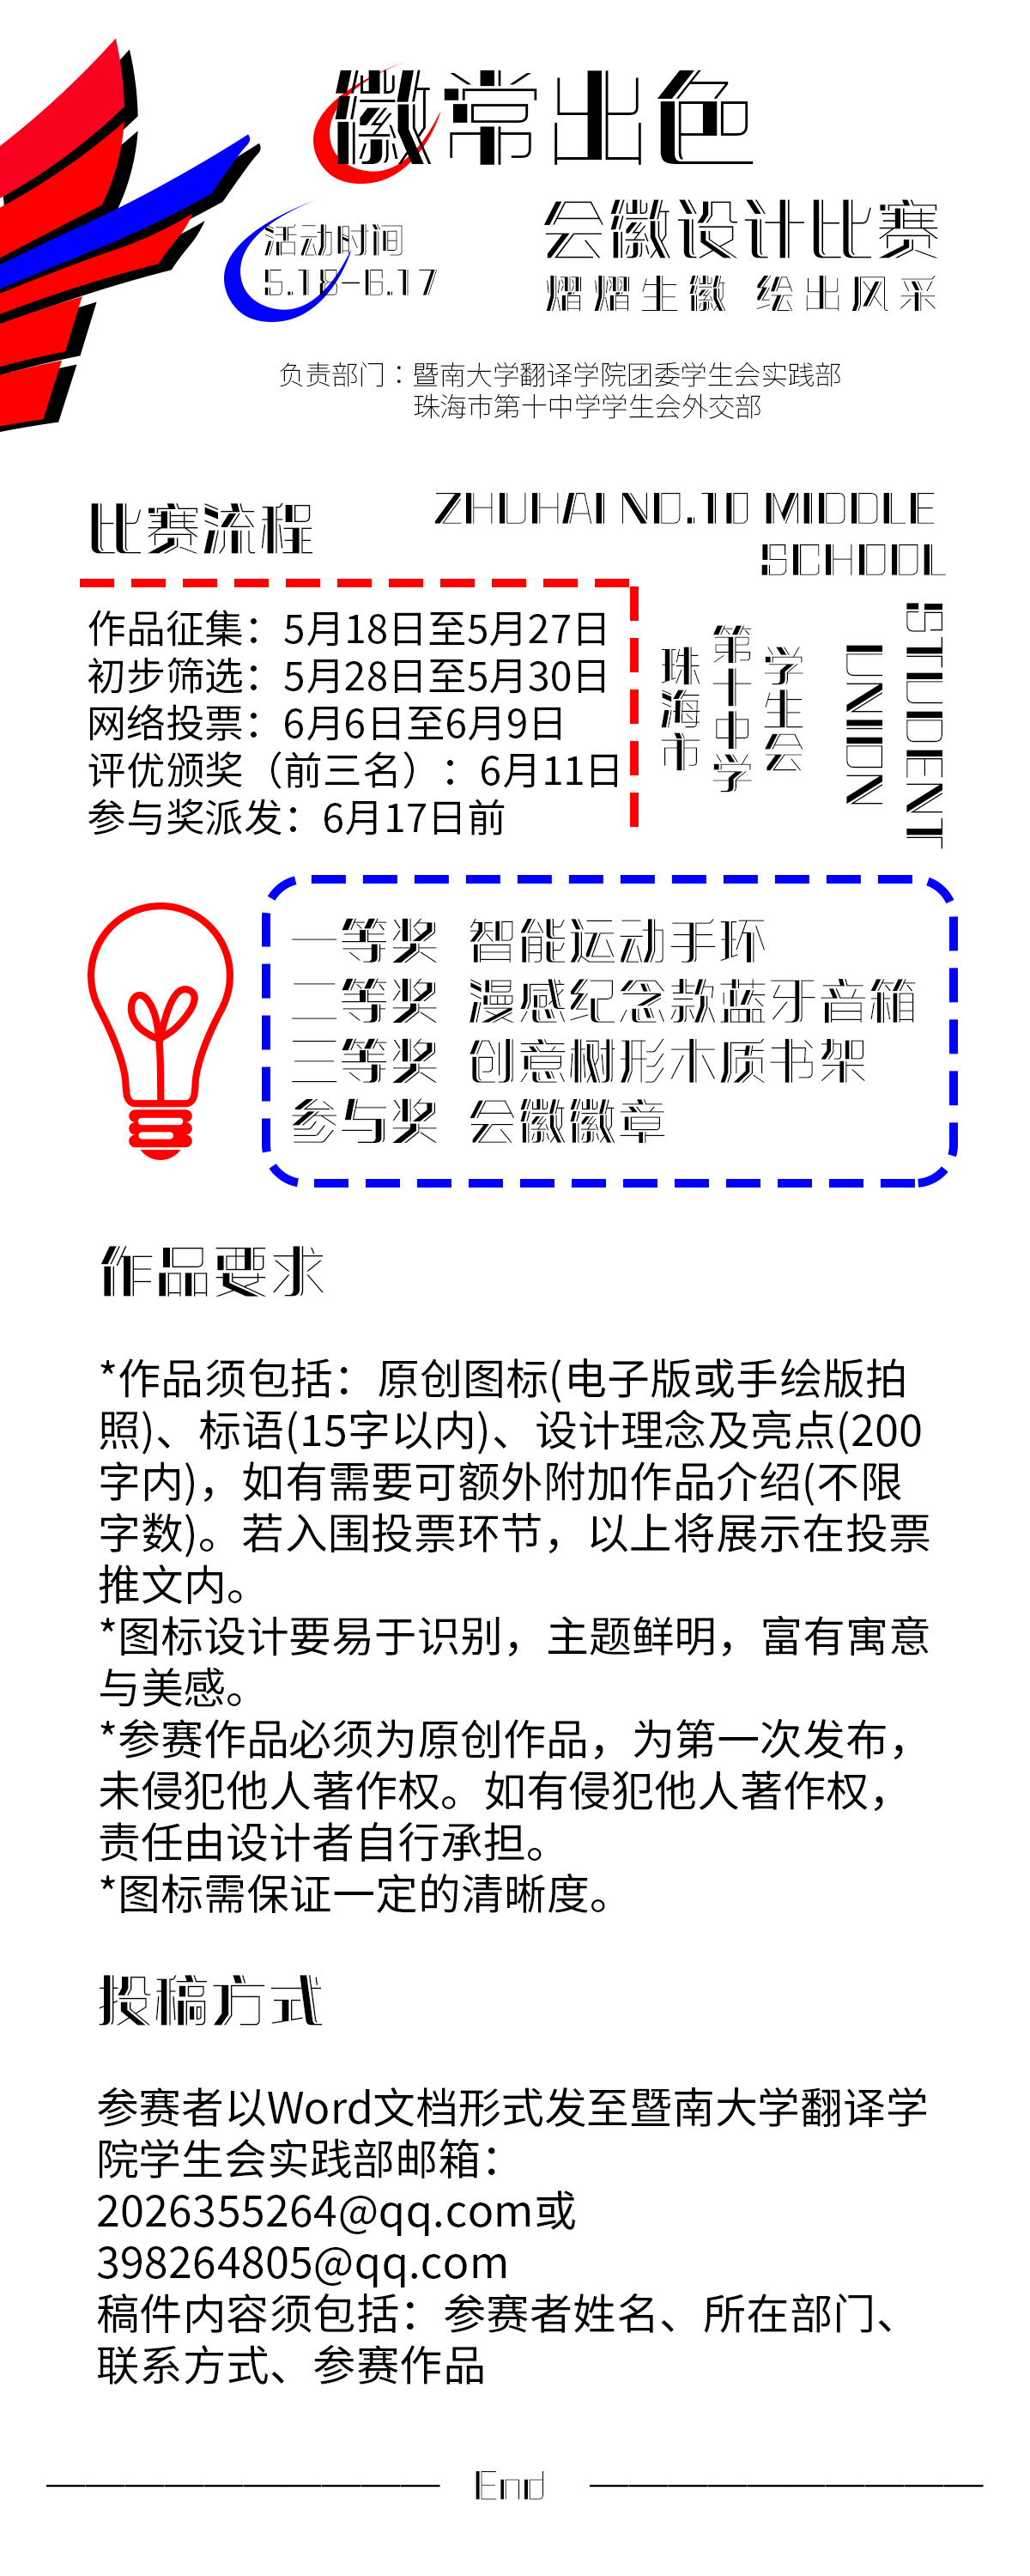 徽常出色
会徽设计比赛
活动时间
5.18-6.17
熠熠生徽 绘出风采
负责部门：暨南大学翻译学院团委学生会实践部
珠海市第十中学学生会外交部
比赛流程
ZHUHAI NO.10 MIDDLE
SCHOOL
STUDENT
UNION
珠海市
第十中学
学生会
作品征集：5月18日至5月27日
初步筛选：5月28日至5月30日
网络投票：6月6日至6月9日
评优颁奖（前三名）：6月11日
参与奖派发：6月17日前
一等奖 智能运动手环
二等奖 漫感纪念款蓝牙音箱
三等奖 创意树形木质书架
参与奖 会徽徽章
作品要求
*作品须包括：原创图标(电子版或手绘版拍
照)、标语(15字以内)、设计理念及亮点(200
字内)，如有需要可额外附加作品介绍(不限
字数)。若入围投票环节，以上将展示在投票
推文内。
*图标设计要易于识别，主题鲜明，富有寓意
与美感。
*参赛作品必须为原创作品，为第一次发布，
未侵犯他人著作权。如有侵犯他人著作权，
责任由设计者自行承担。
*图标需保证一定的清晰度。
投稿方式
参赛者以Word文档形式发至暨南大学翻译学
院学生会实践部邮箱：
2026355264@qq.com或
398264805@qq.com
稿件内容须包括：参赛者姓名、所在部门、
联系方式、参赛作品
End